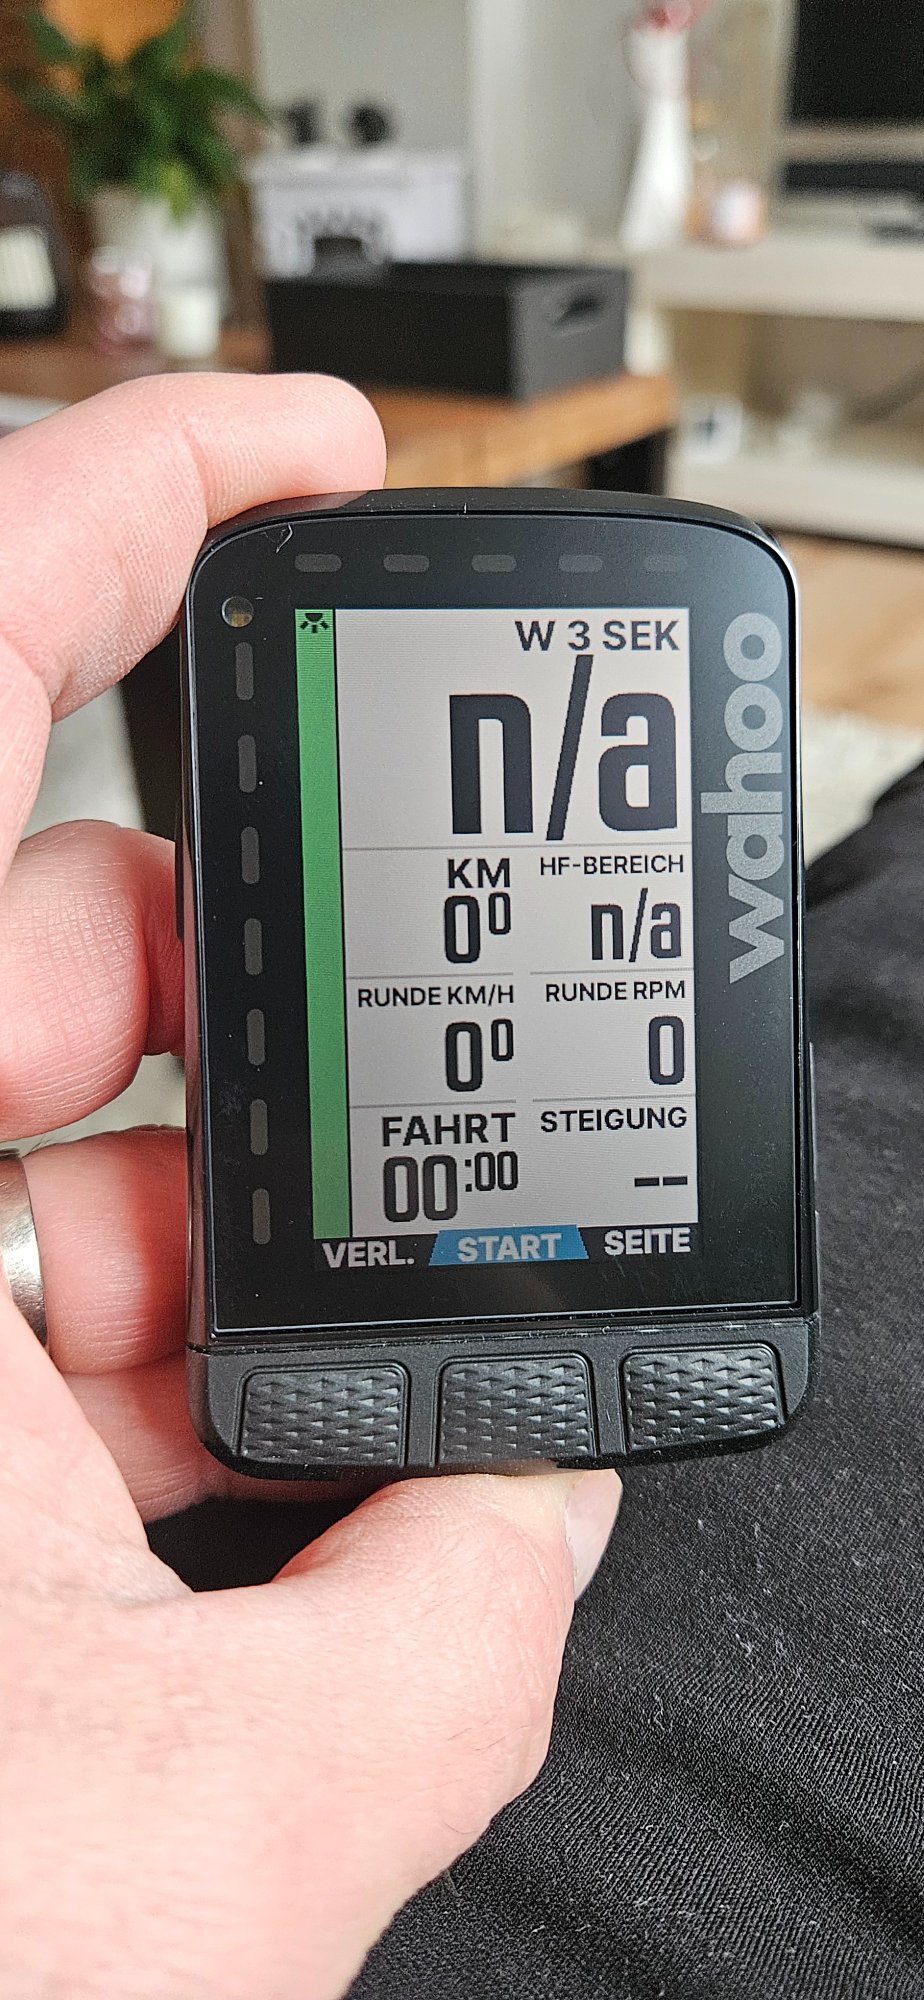 W 3 SEK
n/a
KM
0⁰
HF-BEREICH
n/a
RUNDE KM/H
0⁰
RUNDE RPM
0
FAHRT
00:00
STEIGUNG
--
VERL. START SEITE
wahoo